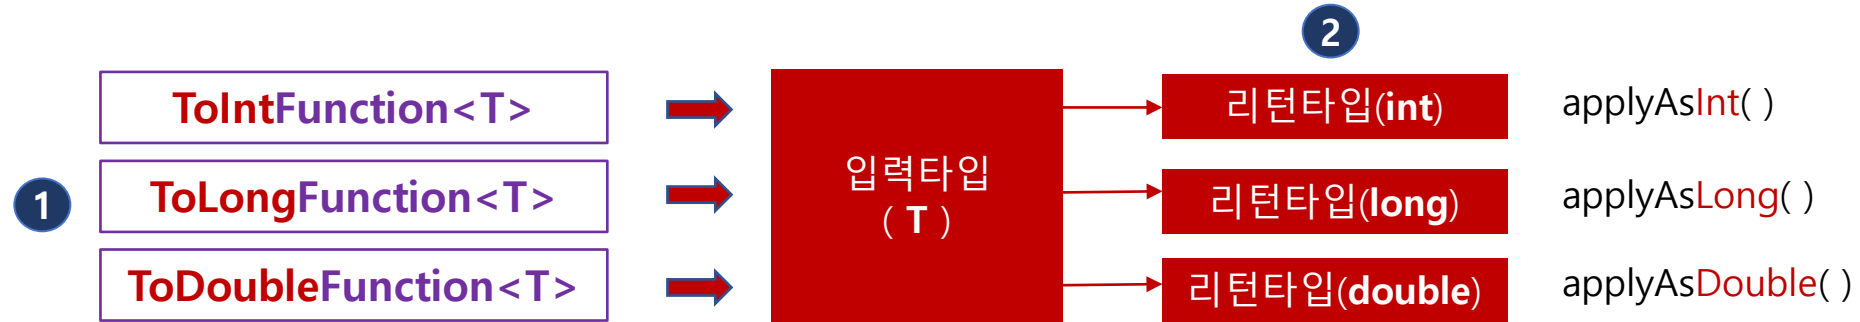 2
ToIntFunction<T>
리턴타입(int)
applyAsInt( )
1
ToLongFunction<T>
입력타입
( T )
리턴타입(long)
applyAsLong( )
ToDoubleFunction<T>
리턴타입(double)
applyAsDouble( )